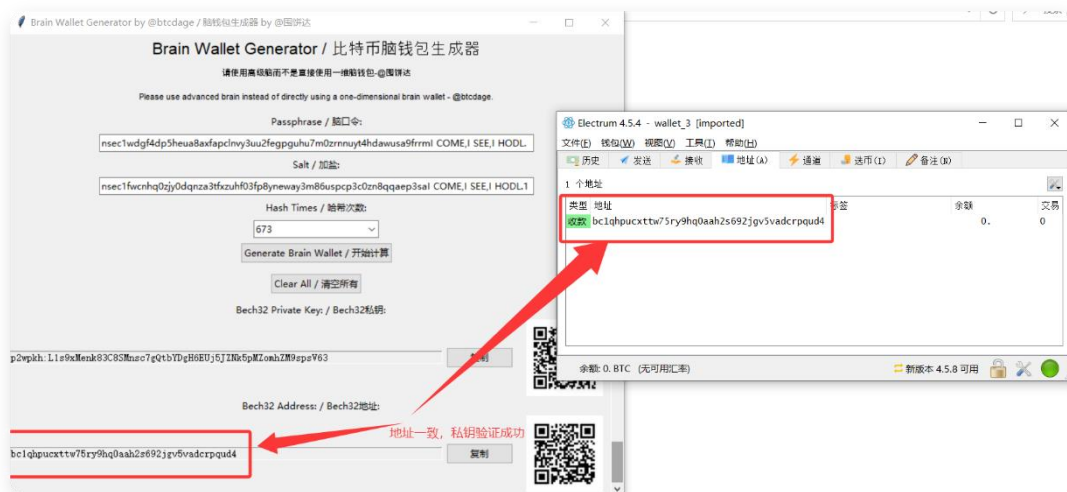 Brain Wallet Generator by @btcdage / 脑钱包生成器 by @囤饼达
Brain Wallet Generator / 比特币脑钱包生成器
请使用高级脑而不是直接使用一维脑钱包-@囤饼达
Please use advanced brain instead of directly using a one-dimensional brain wallet - @btcdage.
Passphrase / 脑口令:
nsec1wdgf4dp5heua8axfapclnvy3uu2fegpguhu7m0zrnnuyt4hdawusa9frrml COME,I SEE,I HODL.
Salt / 加盐:
nsec1fwcnhq0zjy0dqnza3tfxzuhf03fp8yneway3m86uspcp3c0zn8qqaep3sal COME,I SEE,I HODL.1
Hash Times / 哈希次数:
673
Generate Brain Wallet / 开始计算
Clear All / 清空所有
Bech32 Private Key: / Bech32私钥:
p2wpkh:L1s9xMenk83C8SMnsc7gQtbYDgH6EUj5JZNk5pMZomhZM9spsV63
复制
Bech32 Address: / Bech32地址:
地址一致，私钥验证成功
bc1qhpucxttw75ry9hq0aah2s692jgv5vadcrpqud4
复制
Electrum 4.5.4 - wallet_3 [imported]
文件(F) 钱包(W) 视图(V) 工具(T) 帮助(H)
历史 发送 接收 地址(A) 通道 币(I) 备注(N)
1 个地址
类型 地址 余额 交易
收款 bc1qhpucxttw75ry9hq0aah2s692jgv5vadcrpqud4 0. 0
余额: 0. BTC (无可用汇率) 新版本 4.5.8 可用